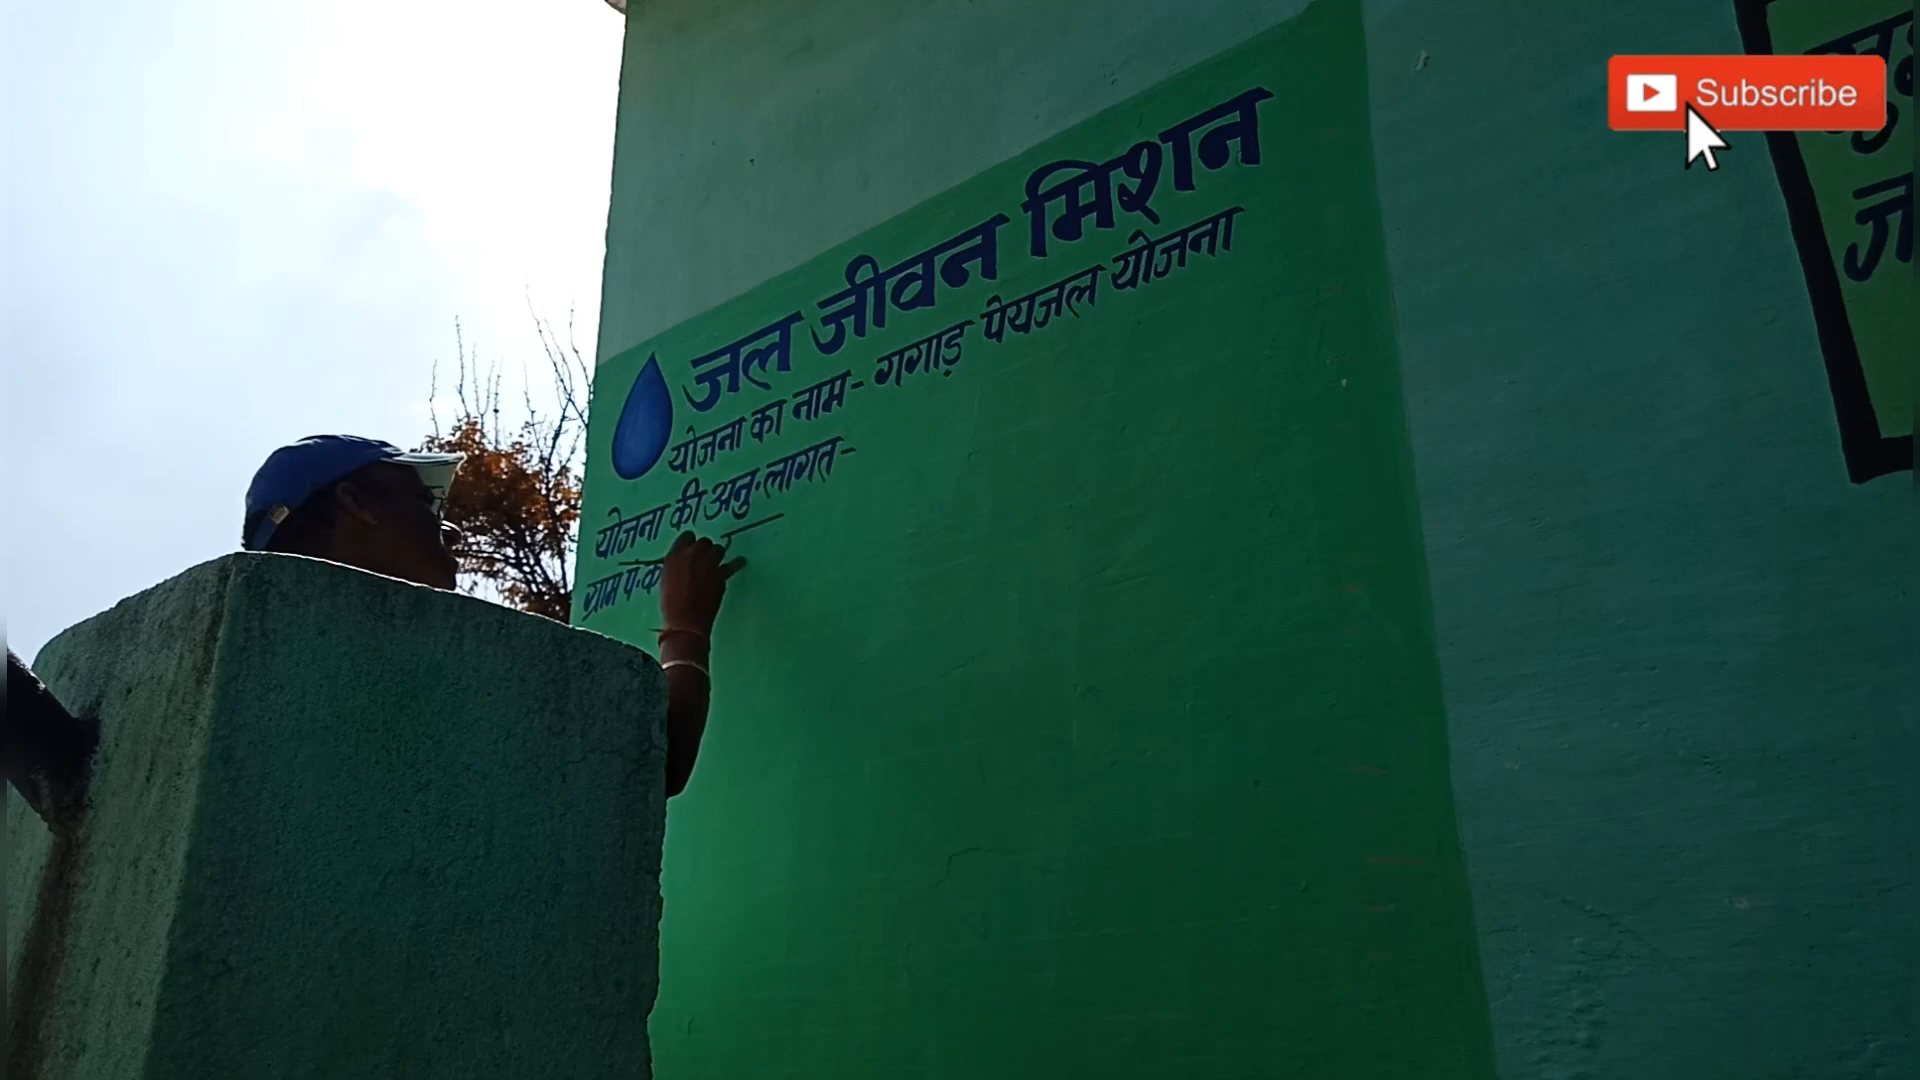 Subscribe
जल जीवन मिशन
योजना का नाम- गगाड़ पेयजल योजना
योजना की अनु.लागत-
ग्राम पं.क